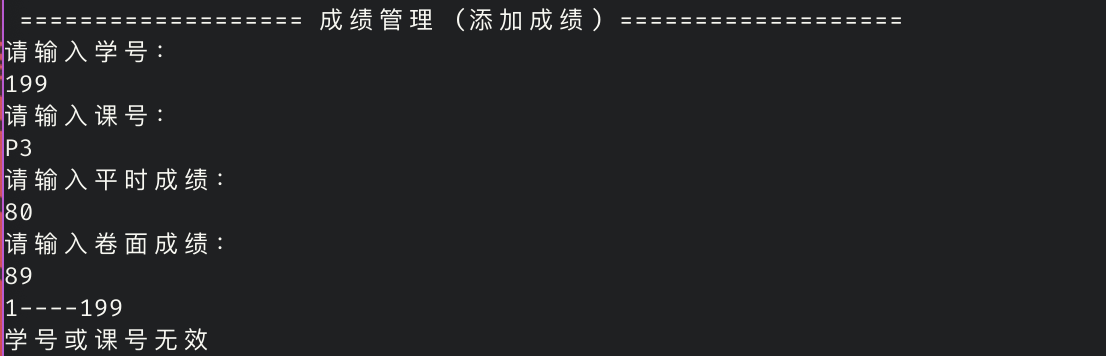 =================== 成绩管理（添加成绩）===================
请输入学号：
199
请输入课号：
P3
请输入平时成绩：
80
请输入卷面成绩：
89
1----199
学号或课号无效